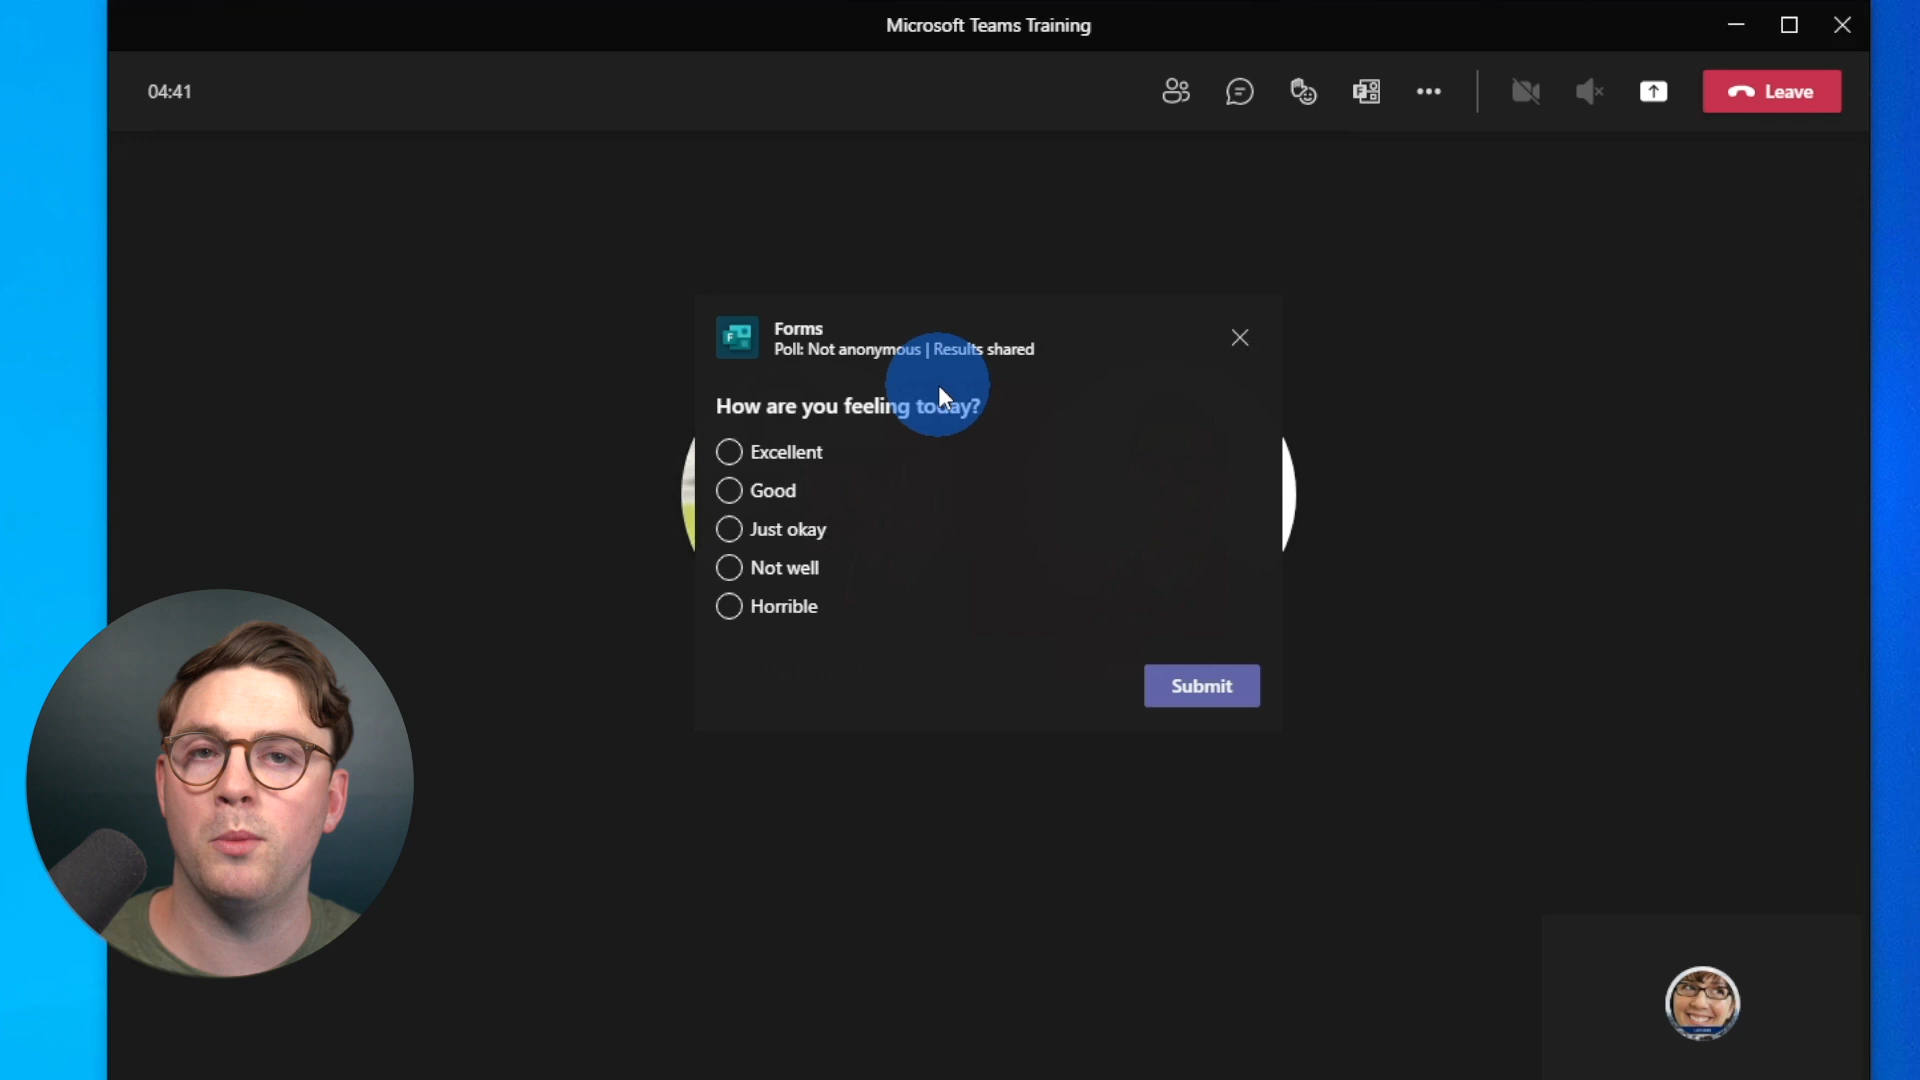 Microsoft Teams Training
04:41
Leave
Forms
Poll: Not anonymous | Results shared
How are you feeling today?
Excellent
Good
Just okay
Not well
Horrible
Submit